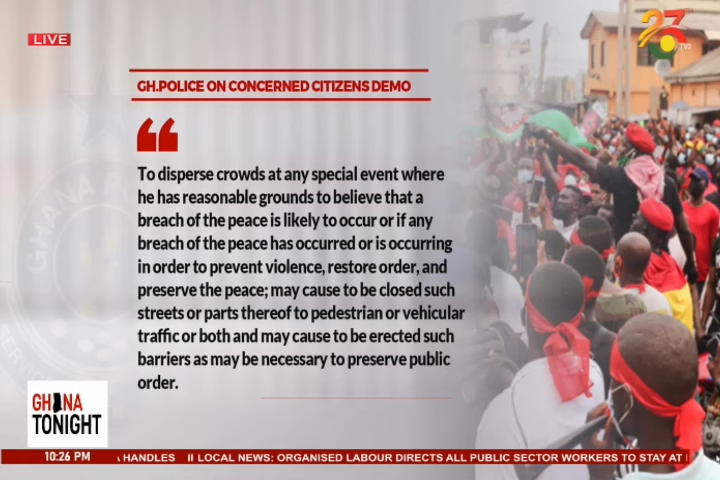 LIVE
23
TV3
GH.POLICE ON CONCERNED CITIZENS DEMO
“
To disperse crowds at any special event where
he has reasonable grounds to believe that a
breach of the peace is likely to occur or if any
breach of the peace has occurred or is occurring
in order to prevent violence, restore order, and
preserve the peace; may cause to be closed such
streets or parts thereof to pedestrian or vehicular
traffic or both and may cause to be erected such
barriers as may be necessary to preserve public
order.
GHANA
TONIGHT
10:26 PM HANDLES II LOCAL NEWS: ORGANISED LABOUR DIRECTS ALL PUBLIC SECTOR WORKERS TO STAY AT